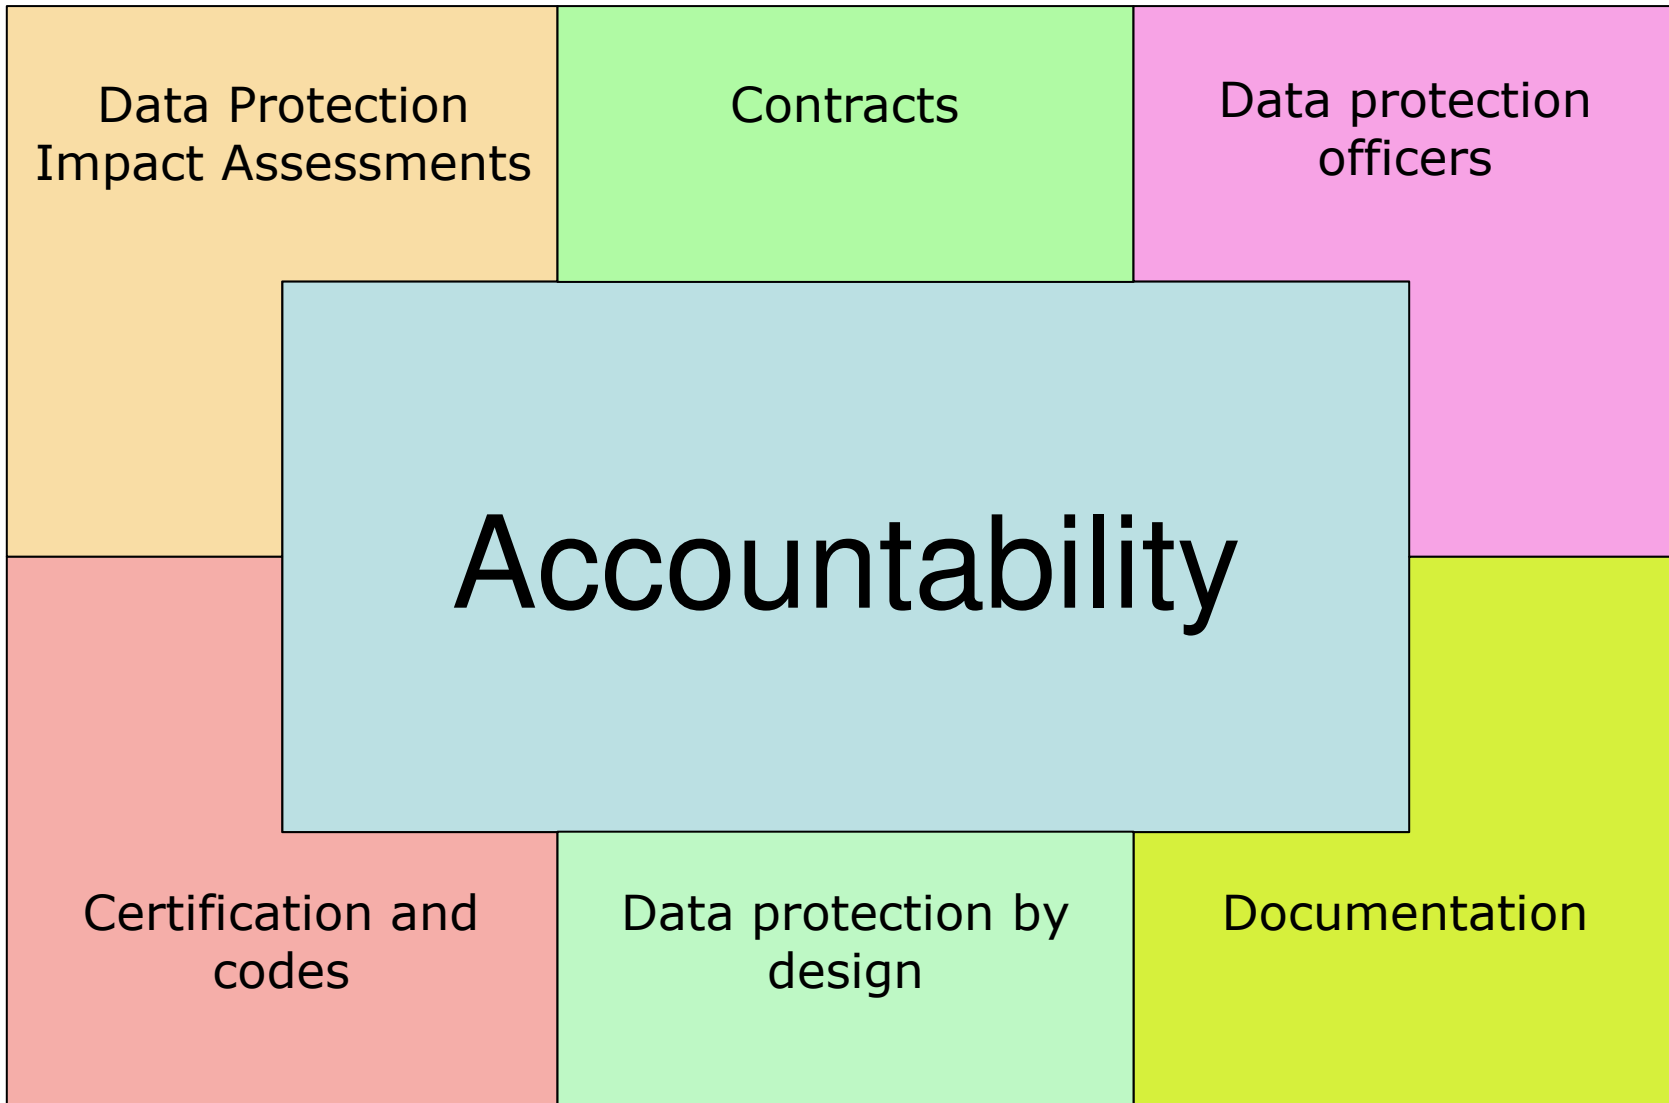 Data Protection
Impact Assessments
Contracts
Data protection
officers
Accountability
Certification and
codes
Data protection by
design
Documentation